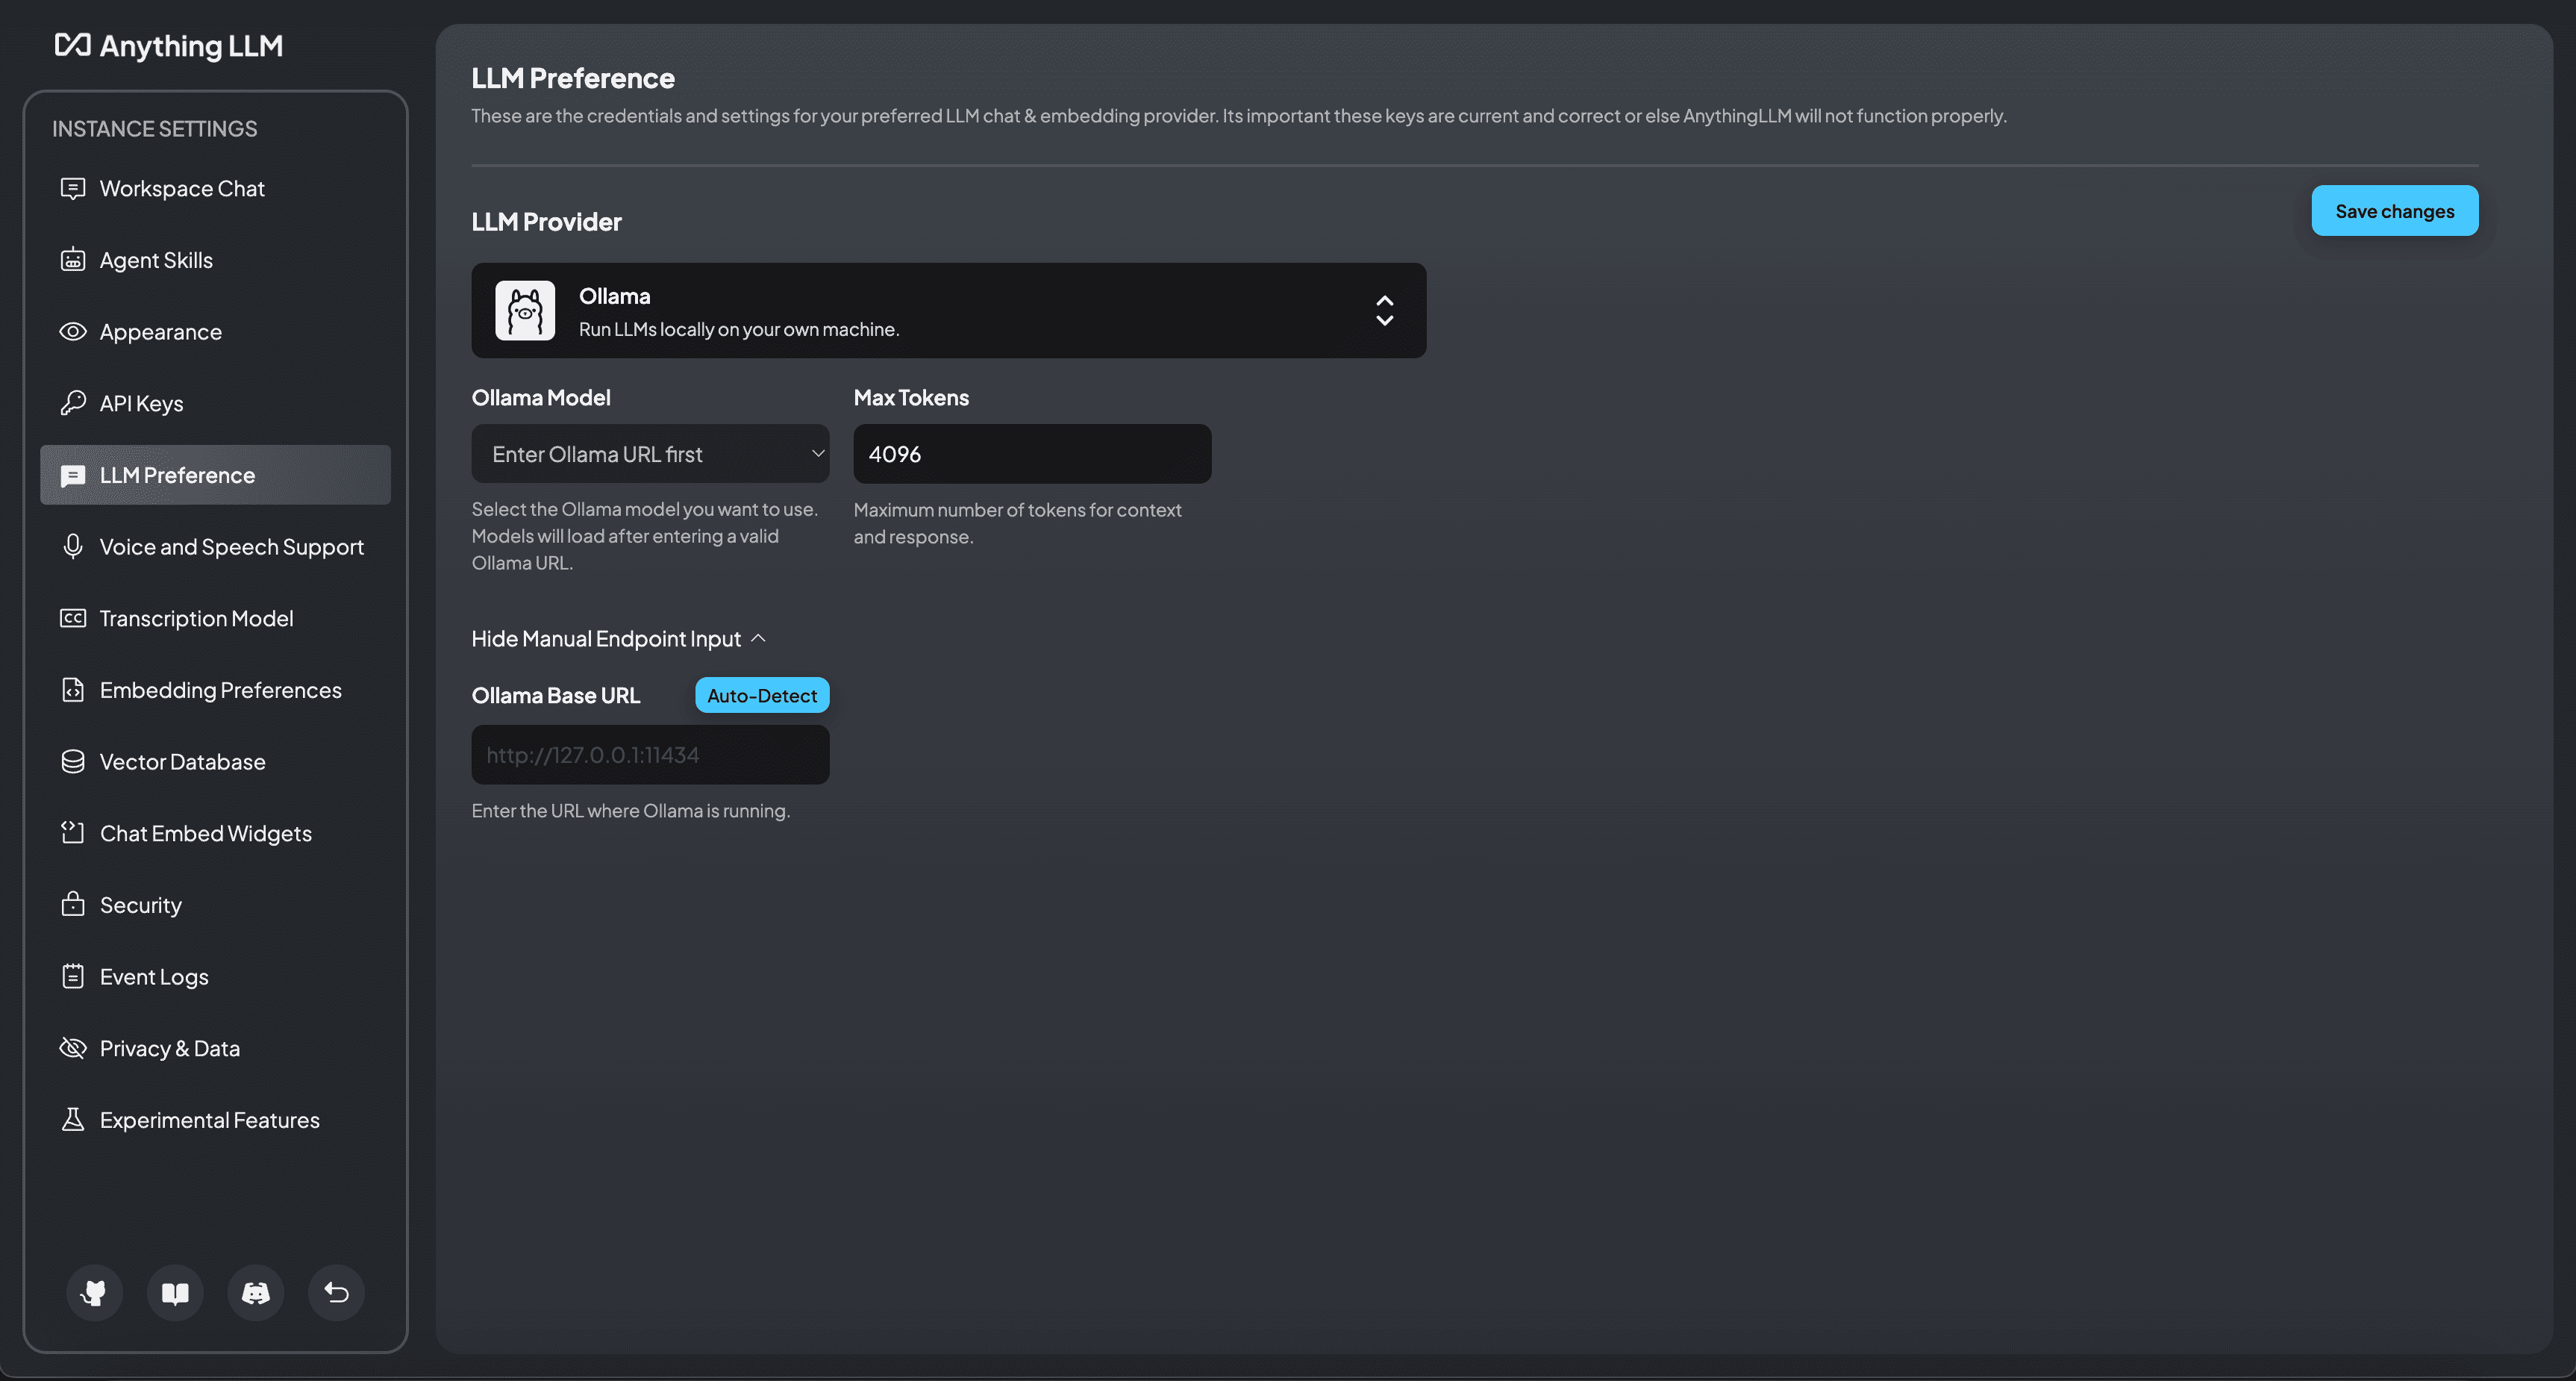 Anything LLM
INSTANCE SETTINGS
Workspace Chat
Agent Skills
Appearance
API Keys
LLM Preference
Voice and Speech Support
Transcription Model
Embedding Preferences
Vector Database
Chat Embed Widgets
Security
Event Logs
Privacy & Data
Experimental Features
LLM Preference
These are the credentials and settings for your preferred LLM chat & embedding provider. Its important these keys are current and correct or else AnythingLLM will not function properly.
Save changes
LLM Provider
Ollama
Run LLMs locally on your own machine.
Ollama Model
Enter Ollama URL first
Select the Ollama model you want to use.
Models will load after entering a valid
Ollama URL.
Max Tokens
4096
Maximum number of tokens for context
and response.
Hide Manual Endpoint Input
Ollama Base URL
Auto-Detect
http://127.0.0.1:11434
Enter the URL where Ollama is running.